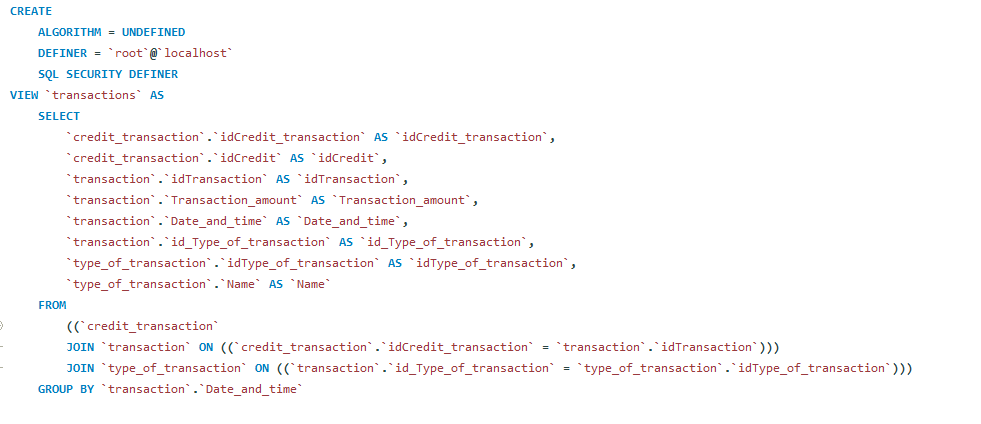 CREATE
    ALGORITHM = UNDEFINED
    DEFINER = `root`@`localhost`
    SQL SECURITY DEFINER
VIEW `transactions` AS
    SELECT
        `credit_transaction`.`idCredit_transaction` AS `idCredit_transaction`,
        `credit_transaction`.`idCredit` AS `idCredit`,
        `transaction`.`idTransaction` AS `idTransaction`,
        `transaction`.`Transaction_amount` AS `Transaction_amount`,
        `transaction`.`Date_and_time` AS `Date_and_time`,
        `transaction`.`id_Type_of_transaction` AS `id_Type_of_transaction`,
        `type_of_transaction`.`idType_of_transaction` AS `idType_of_transaction`,
        `type_of_transaction`.`Name` AS `Name`
    FROM
        ((`credit_transaction`
        JOIN `transaction` ON ((`credit_transaction`.`idCredit_transaction` = `transaction`.`idTransaction`)))
        JOIN `type_of_transaction` ON ((`transaction`.`id_Type_of_transaction` = `type_of_transaction`.`idType_of_transaction`)))
    GROUP BY `transaction`.`Date_and_time`